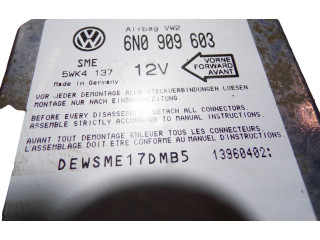 Airbag VW2
6N0 909 603
SME
5WK4 137
Made in Germany
12V
VORNE
FORWARD
AVANT
VOR JEDER DEMONTAGE ALLE STECKVERBINDUNGEN LOESEN
MONTAGE NUR NACH EINBAUANLEITUNG.
BEFORE EVERY DISASSEMBLY DETACH ALL CONNECTORS.
ASSEMBLE STRICTLY ACCORDING TO MANUAL INSTRUCTIONS.
AVANT TOUT DEMONTAGE ENLEVER TOUS LES CONNECTEURS.
L'ASSEMBLAGE DOIT ETRE CONFORME AU MANUEL D'INSTRUCTIONS.
DEWSME17DMB5
13960402